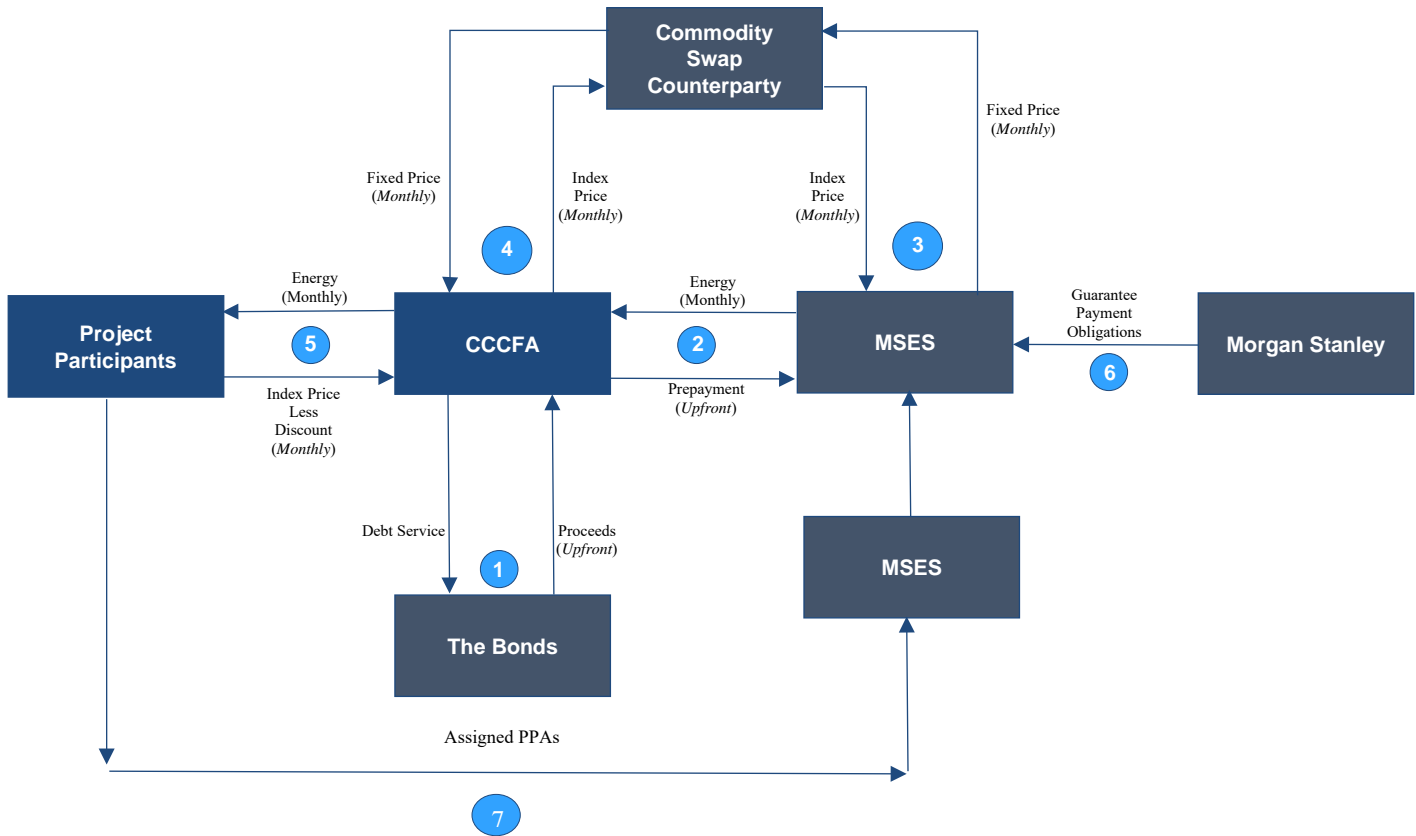 Commodity
Swap
Counterparty
Fixed Price
(Monthly)
Fixed Price
(Monthly)
Index
Price
(Monthly)
Index
Price
(Monthly)
4
3
Energy
(Monthly)
Energy
(Monthly)
Guarantee
Payment
Obligations
Project
Participants
5
CCCFA
2
MSES
6
Morgan Stanley
Index Price
Less
Discount
(Monthly)
Prepayment
(Upfront)
Debt Service
Proceeds
(Upfront)
1
MSES
The Bonds
Assigned PPAs
7